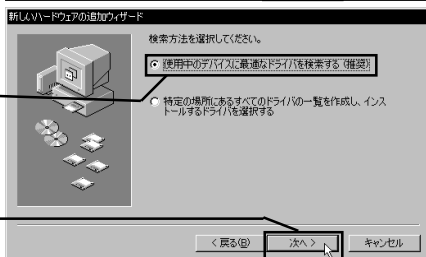 新しいハードウェアの追加ウィザード
検索方法を選択してください。
使用中のデバイスに最適なドライバを検索する (推奨)
特定の場所にあるすべてのドライバの一覧を作成し、インス
トールするドライバを選択する
< 戻る(B)
次へ >
キャンセル